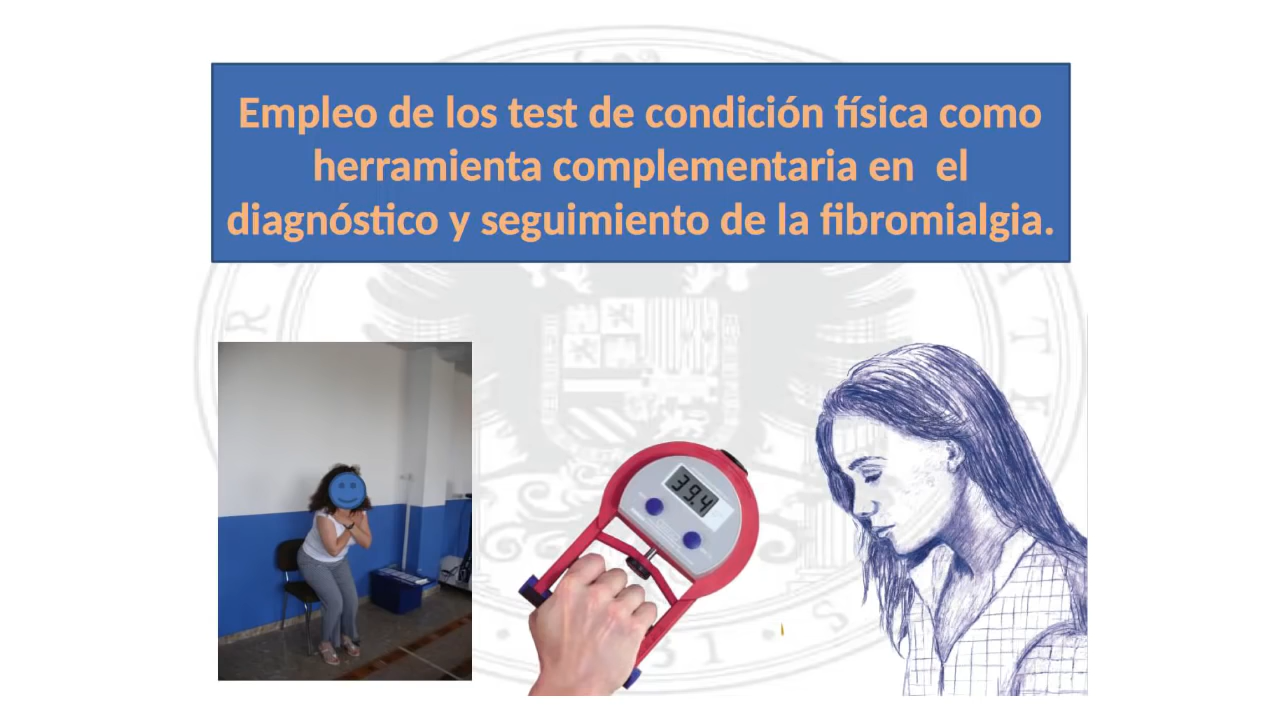 Empleo de los test de condición física como
herramienta complementaria en  el
diagnóstico y seguimiento de la fibromialgia.
39.4